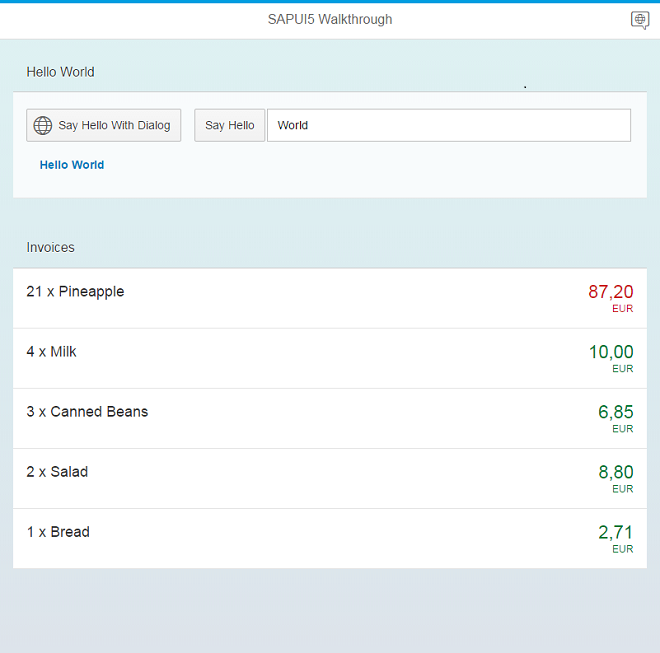 SAPUI5 Walkthrough
Hello World
Say Hello With Dialog Say Hello World
Hello World
Invoices
21 x Pineapple 87,20
EUR
4 x Milk 10,00
EUR
3 x Canned Beans 6,85
EUR
2 x Salad 8,80
EUR
1 x Bread 2,71
EUR